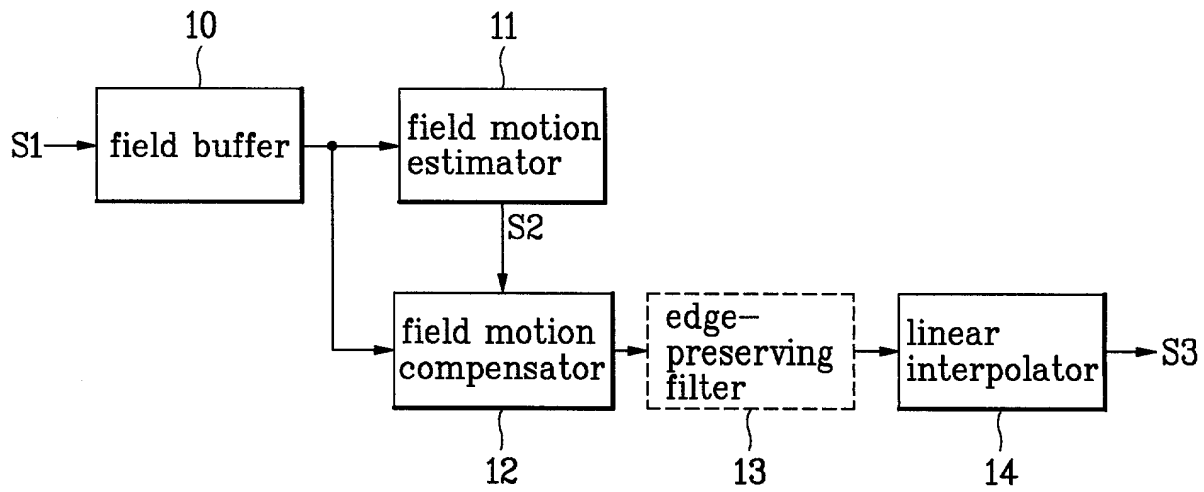 10
11
S1
field buffer
field motion
estimator
S2
field motion
compensator
edge-
preserving
filter
linear
interpolator
S3
12
13
14